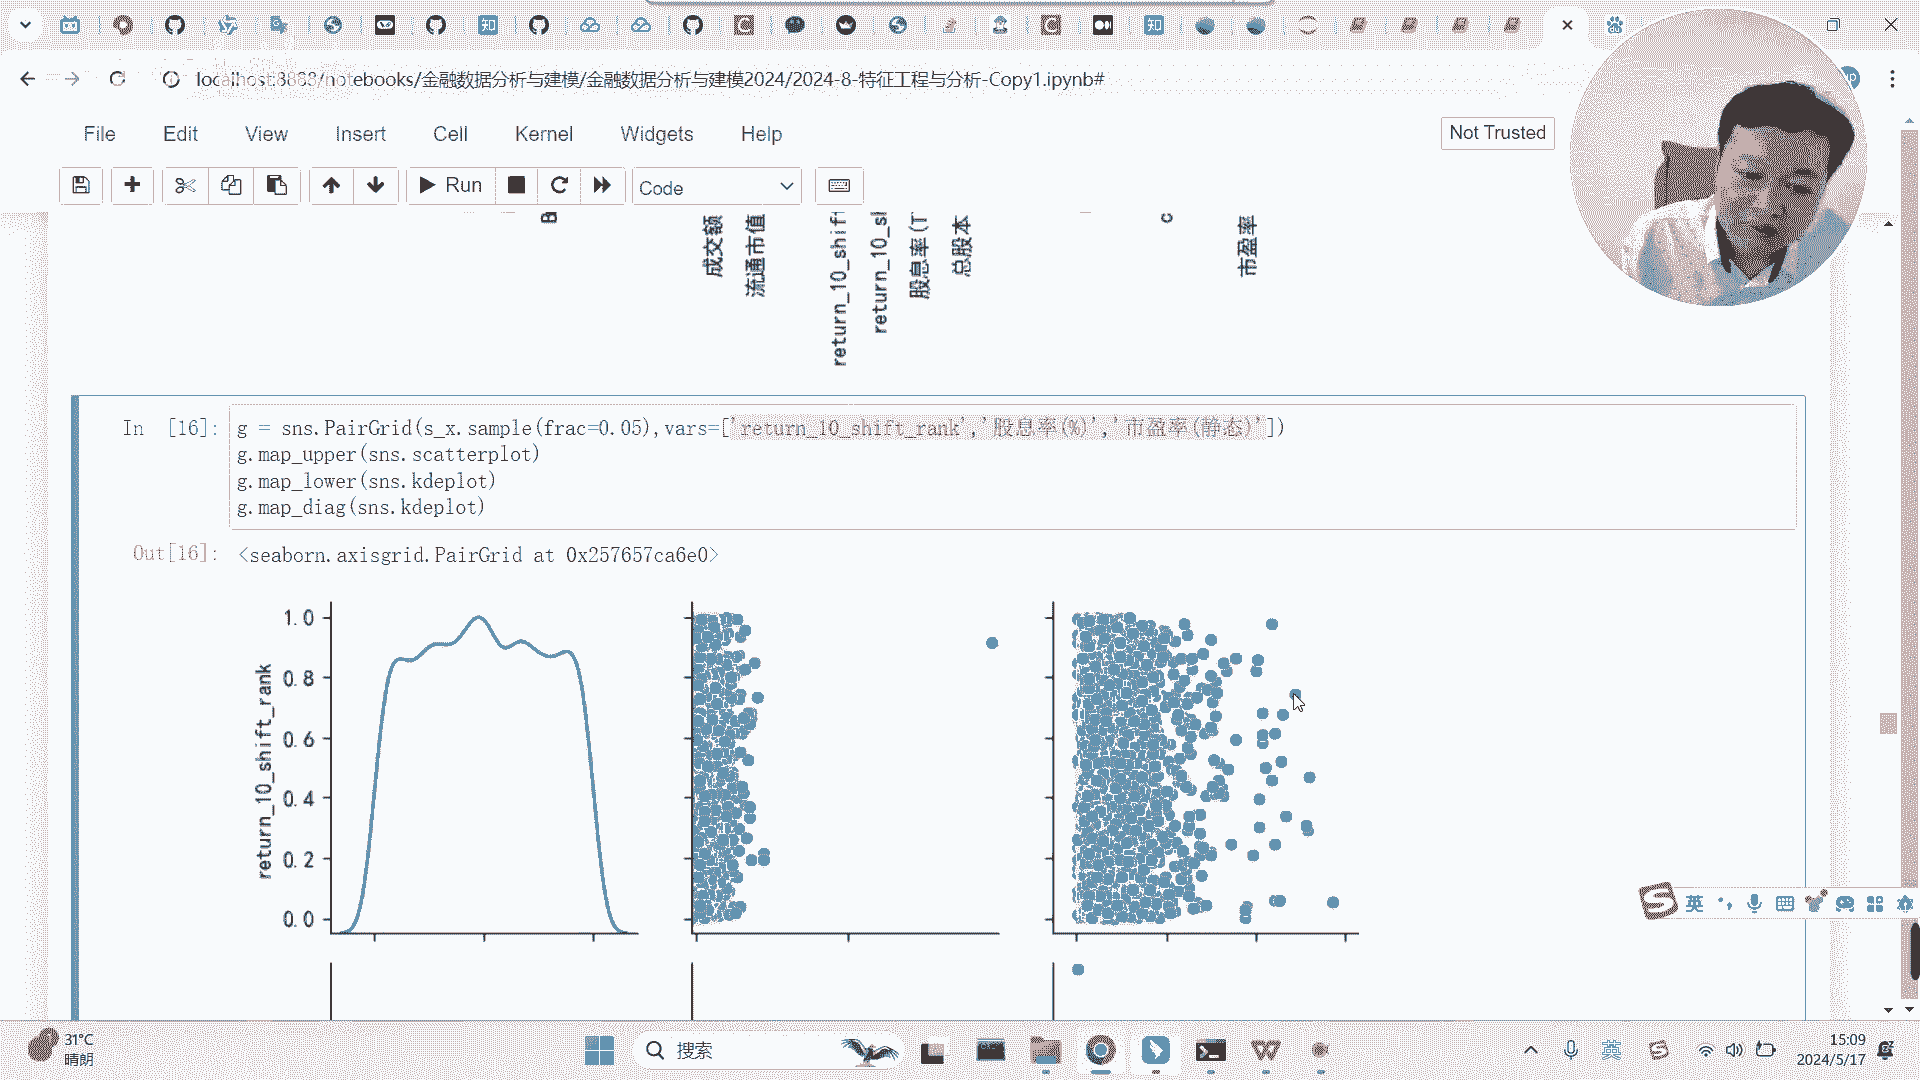 localhost:8888/notebooks/金融数据分析与建模/金融数据分析与建模2024/2024-8-特征工程与分析-Copy1.ipynb#
File Edit View Insert Cell Kernel Widgets Help
Not Trusted
Run
Code
B
成交额
流通市值
return_10_shift
return_10_sl
股息率(T
总股本
c
市盈率
In [16]:
g = sns.PairGrid(s_x.sample(frac=0.05),vars=['return_10_shift_rank','股息率(%)','市盈率(静态)'])
g.map_upper(sns.scatterplot)
g.map_lower(sns.kdeplot)
g.map_diag(sns.kdeplot)
Out[16]:
<seaborn.axisgrid.PairGrid at 0x257657ca6e0>
return_10_shift_rank
1.0
0.8
0.6
0.4
0.2
0.0
英
31°C
晴朗
搜索
英
15:09
2024/5/17